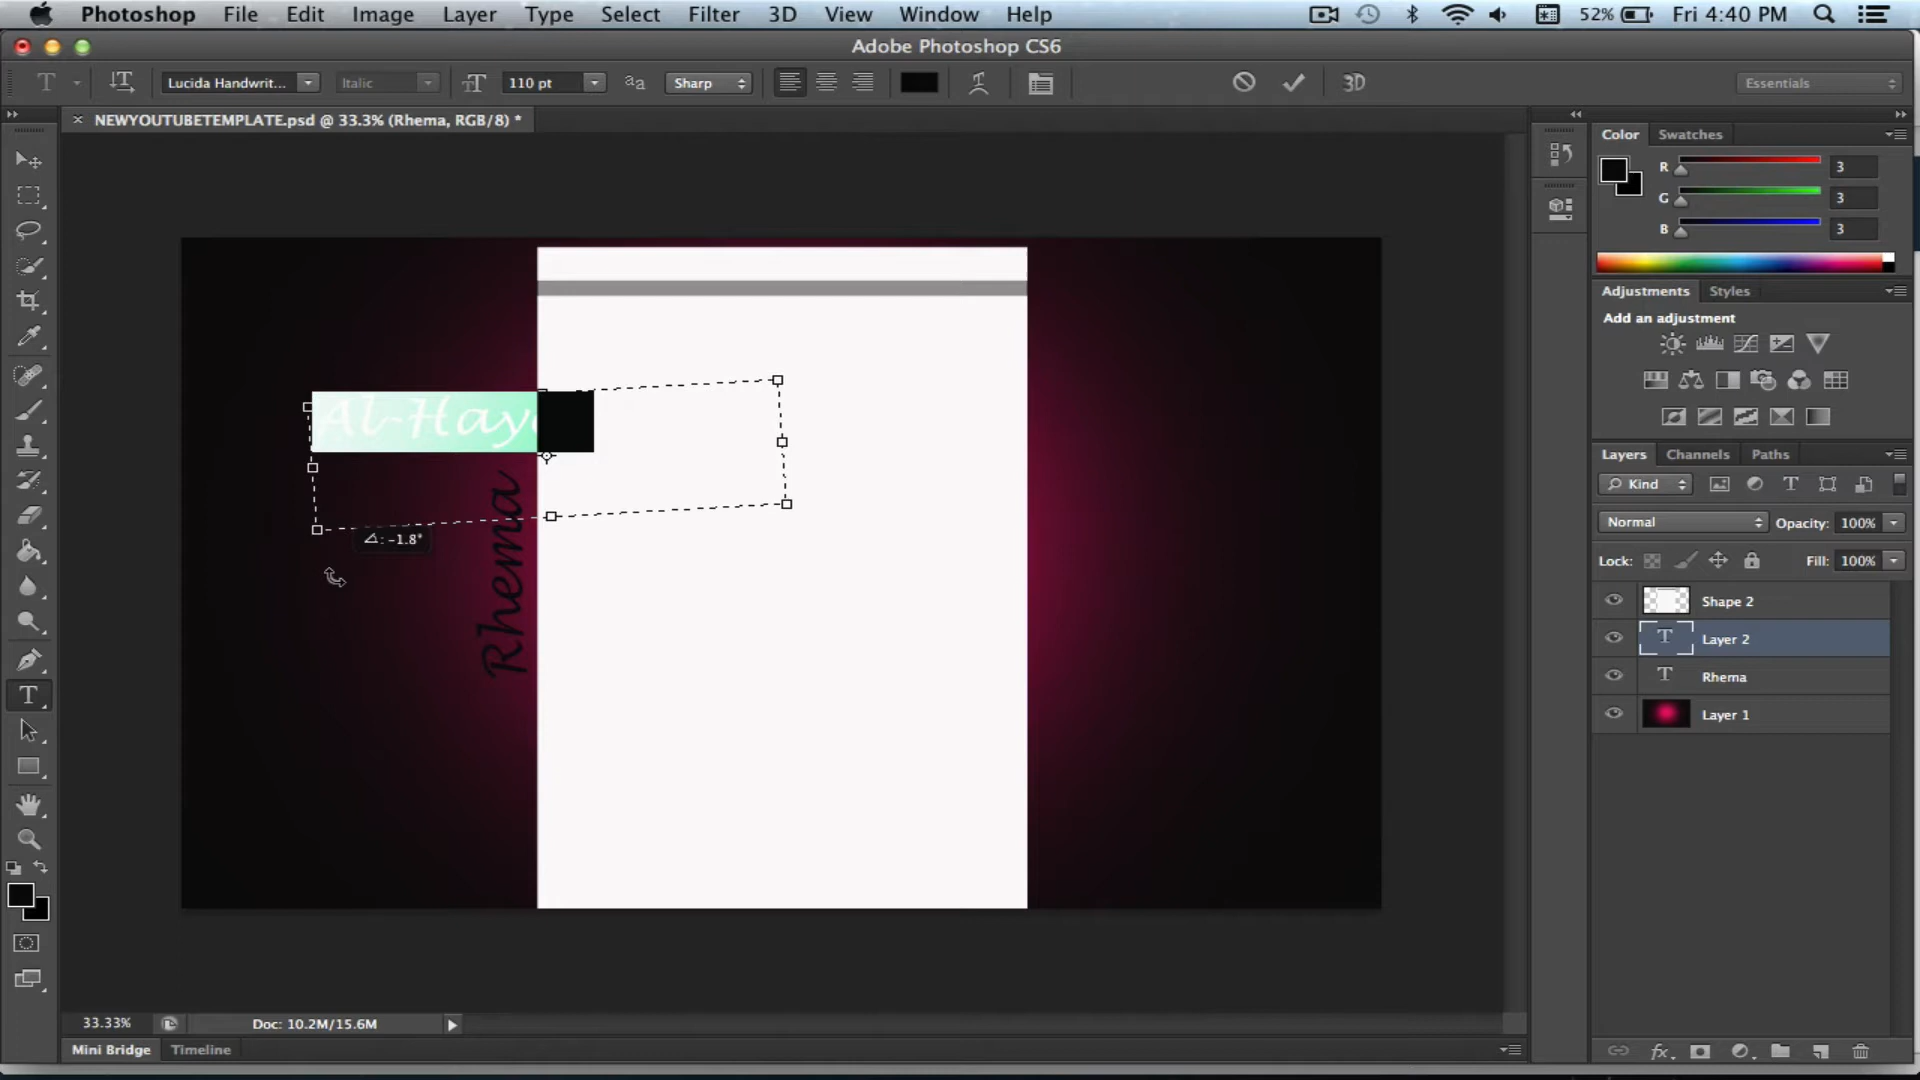 Photoshop File Edit Image Layer Type Select Filter 3D View Window Help 52% Fri 4:40 PM
Adobe Photoshop CS6
Lucida Handwrit... Italic 110 pt Sharp 3D Essentials
NEWYOUTUBETEMPLATE.psd @ 33.3% (Rhema, RGB/8) *
Color Swatches
R 3
G 3
B 3
Adjustments Styles
Add an adjustment
Al-Hay
Rhema
∠: -1.8°
Layers Channels Paths
Kind
Normal Opacity: 100%
Lock: Fill: 100%
Shape 2
Layer 2
Rhema
Layer 1
33.33% Doc: 10.2M/15.6M
Mini Bridge Timeline